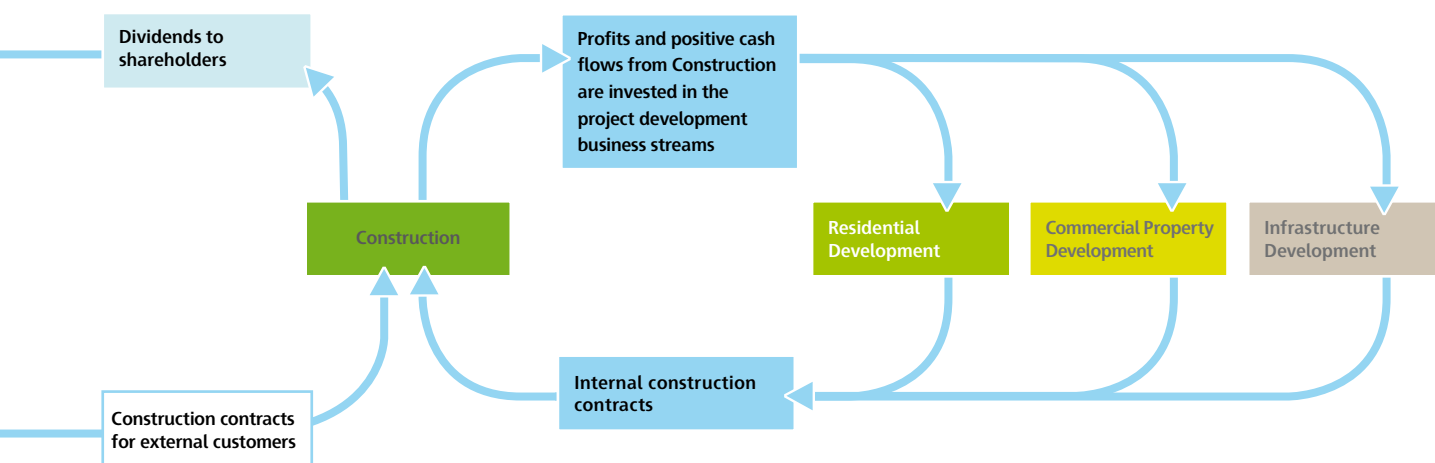 Dividends to
shareholders
Profits and positive cash
flows from Construction
are invested in the
project development
business streams
Construction
Residential
Development
Commercial Property
Development
Infrastructure
Development
Internal construction
contracts
Construction contracts
for external customers